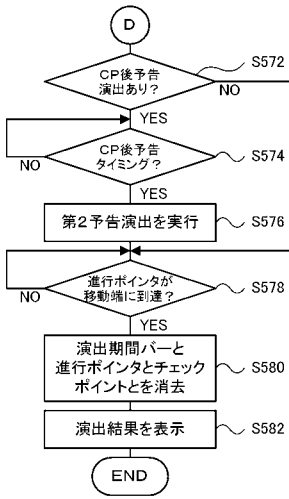 D
CP後予告
演出あり?
S572
NO
YES
CP後予告
タイミング?
S574
NO
YES
第2予告演出を実行
S576
進行ポインタが
移動端に到達?
S578
NO
YES
演出期間バーと
進行ポインタとチェック
ポイントとを消去
S580
演出結果を表示
S582
END